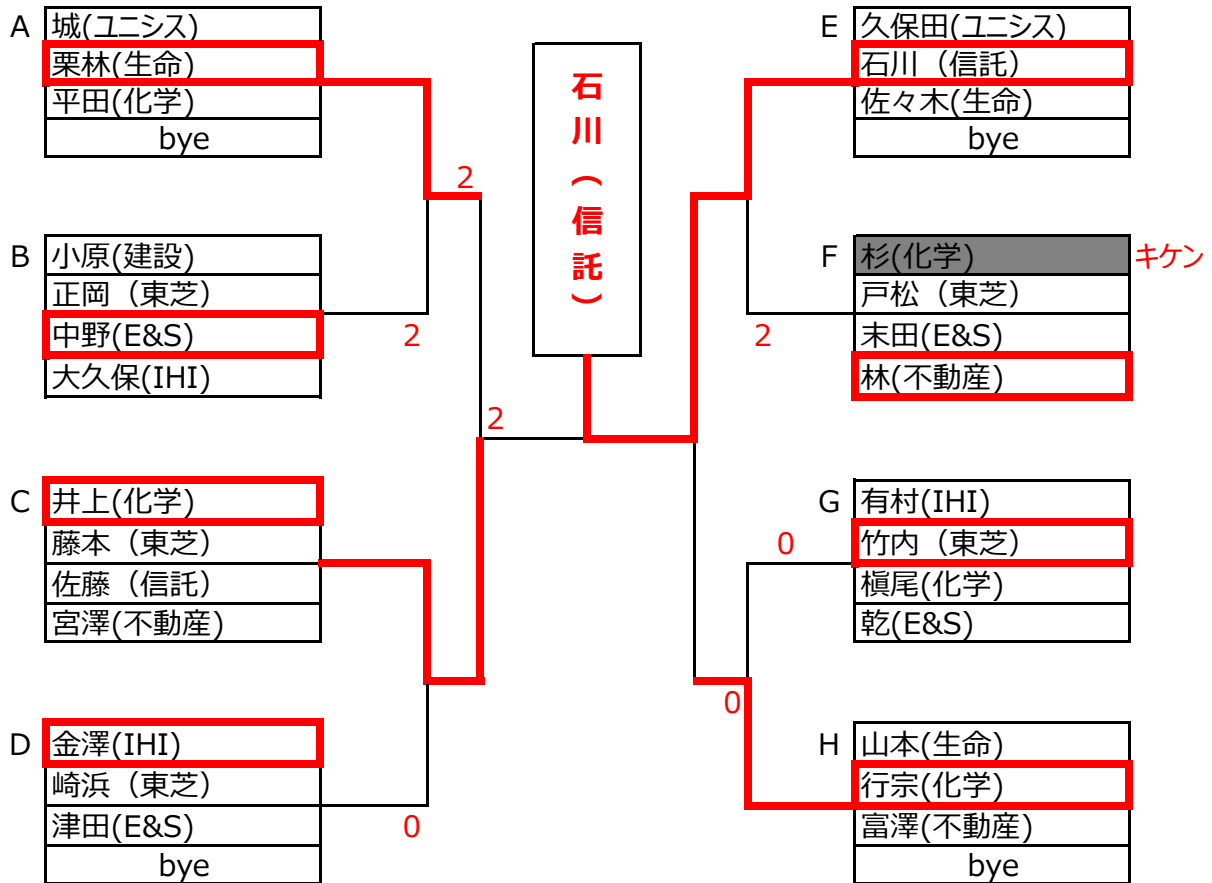 A
城(ユニシス)
栗林(生命)
平田(化学)
bye
2
B
小原(建設)
正岡（東芝）
中野(E&S)
大久保(IHI)
2
2
C
井上(化学)
藤本（東芝）
佐藤（信託）
宮澤(不動産)
D
金澤(IHI)
崎浜（東芝）
津田(E&S)
bye
0
石川（信託）
E
久保田(ユニシス)
石川（信託）
佐々木(生命)
bye
F
杉(化学)
キケン
戸松（東芝）
末田(E&S)
林(不動産)
2
G
有村(IHI)
竹内（東芝）
槇尾(化学)
乾(E&S)
0
0
H
山本(生命)
行宗(化学)
富澤(不動産)
bye